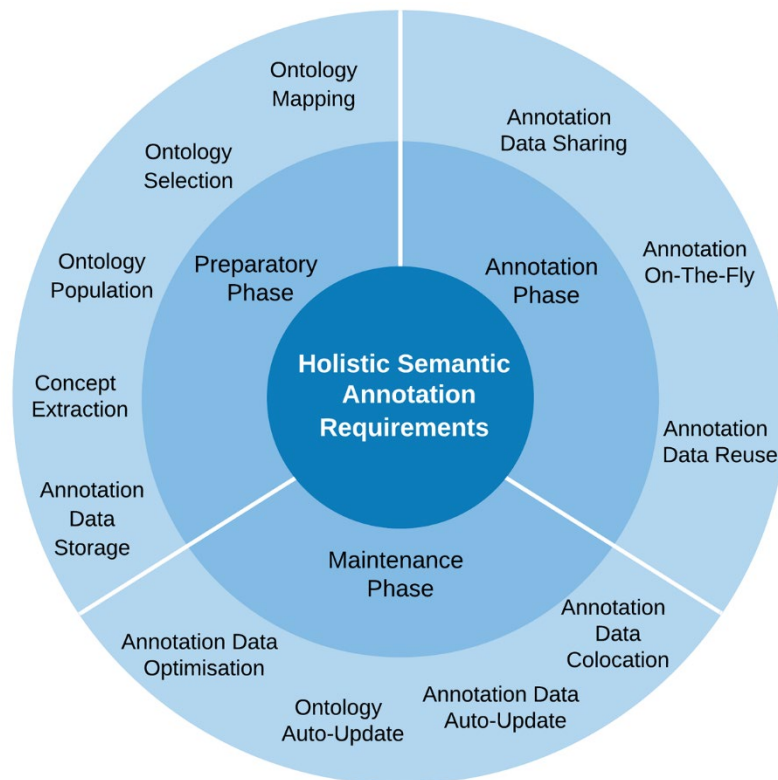 Ontology
Mapping
Annotation
Data Sharing
Ontology
Selection
Annotation
On-The-Fly
Ontology
Population
Preparatory
Phase
Annotation
Phase
Holistic Semantic
Annotation
Requirements
Concept
Extraction
Annotation
Data Reuse
Annotation
Data
Storage
Maintenance
Phase
Annotation
Data
Colocation
Annotation Data
Optimisation
Ontology
Auto-Update
Annotation Data
Auto-Update